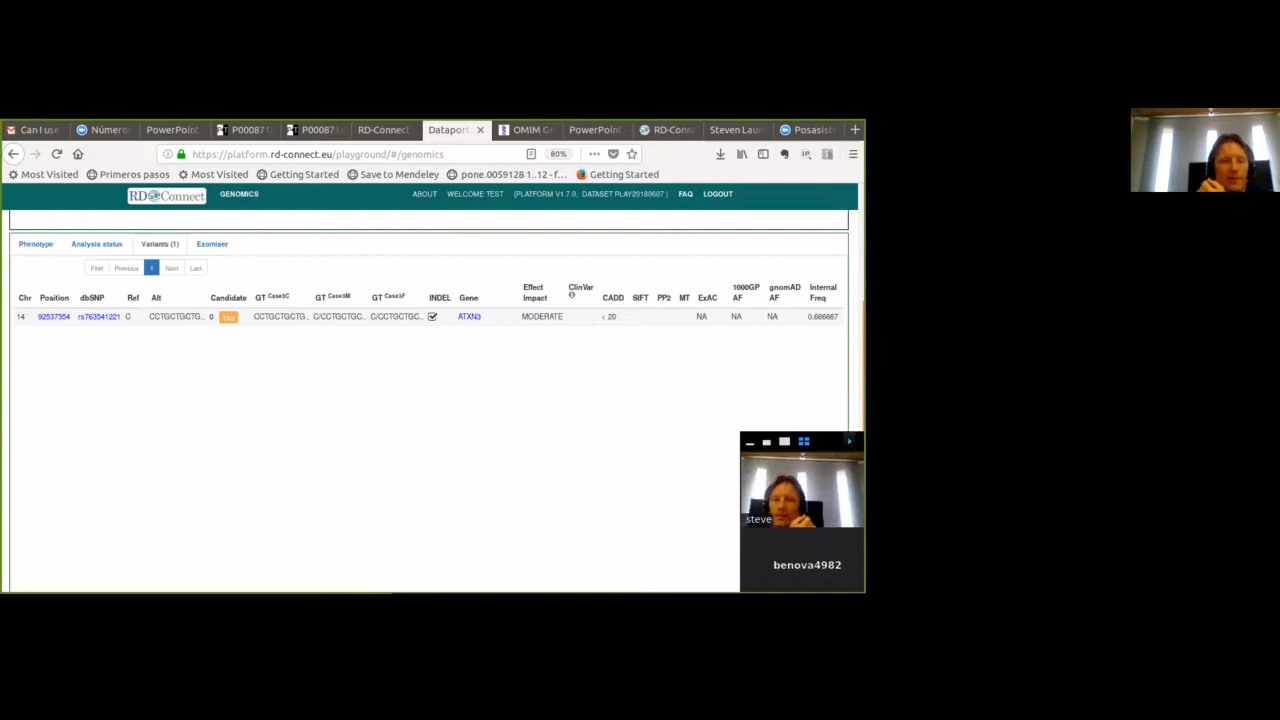 Can I use Números PowerPoint P000871 P000871 RD-Connect Dataport OMIM G PowerPoint RD-Conn Steven Laur Posasist
https://platform.rd-connect.eu/playground/#/genomics 80%
Most Visited Primeros pasos Most Visited Getting Started Save to Mendeley pone.0059128 1..12 - f... Getting Started
RD Connect GENOMICS ABOUT WELCOME TEST (PLATFORM V1.7.0, DATASET PLAY20180607 ) FAQ LOGOUT
Phenotype Analysis status Variants (1) Exomiser
First Previous 1 Next Last
Chr Position dbSNP Ref Alt Candidate GT Case3C GT Case3M GT Case3F INDEL Gene Effect Impact ClinVar CADD SIFT PP2 MT ExAC 1000GP AF gnomAD AF Internal Freq
14 92537354 rs763541221 C CCTGCTGCTG.. 0 TAG CCTGCTGCTG.. C/CCTGCTGC.. C/CCTGCTGC.. ATXN3 MODERATE < 20 NA NA NA 0.666667
steve
benova4982